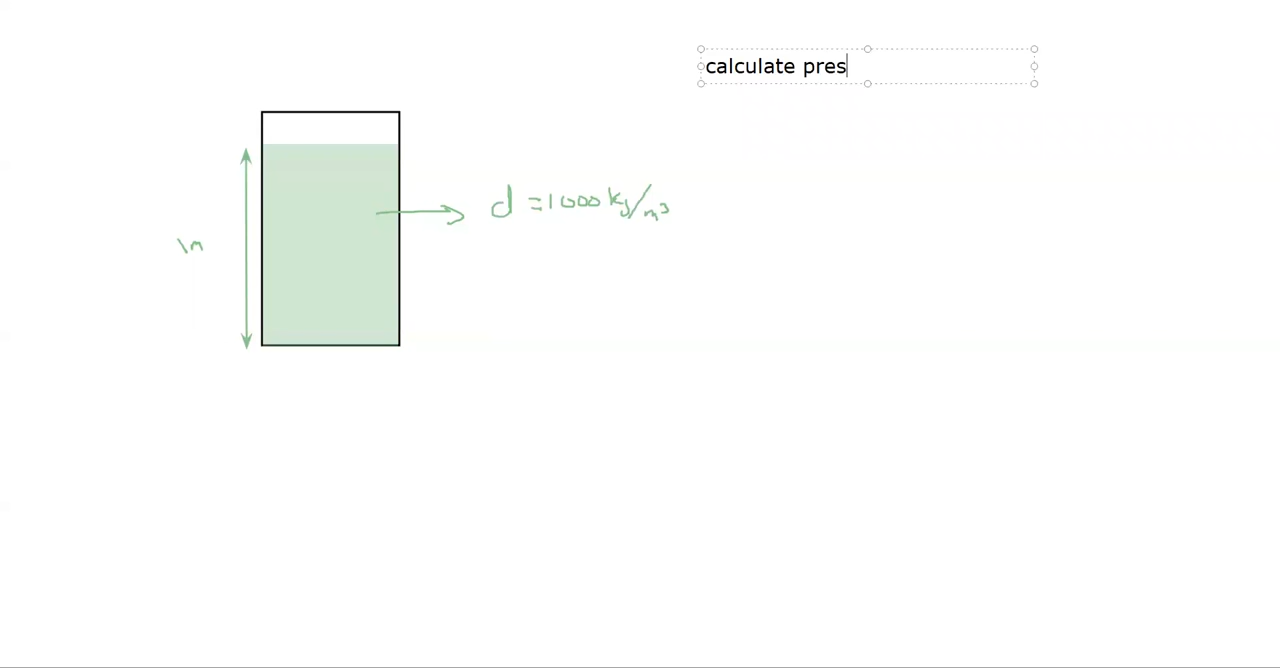 calculate pres
d = 1000 kg/m³
1m